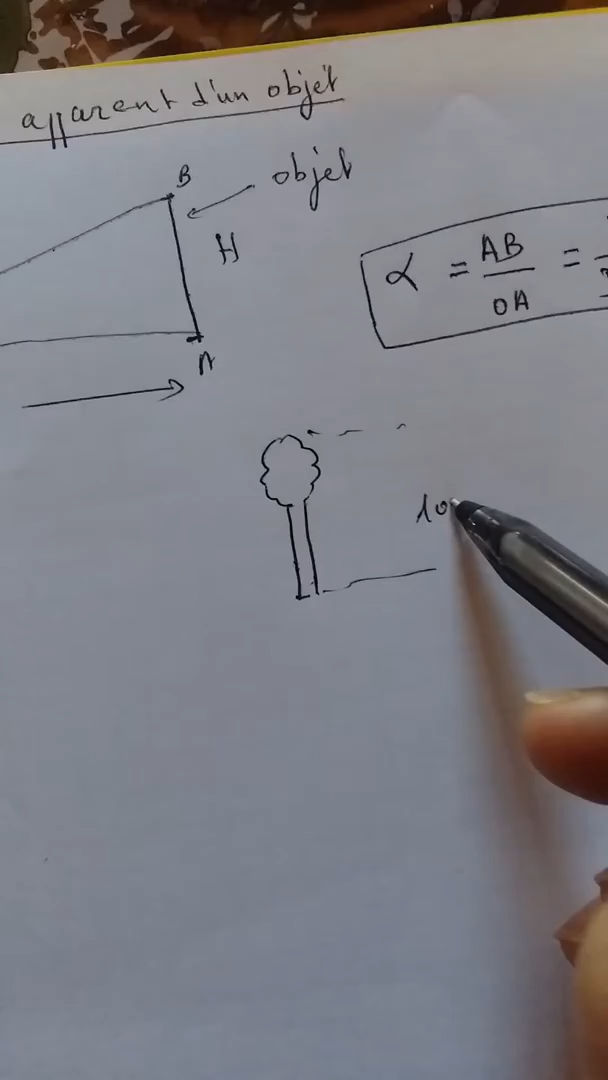 apparent d'un objet
B
objet
H
α = AB / OA =
A
10